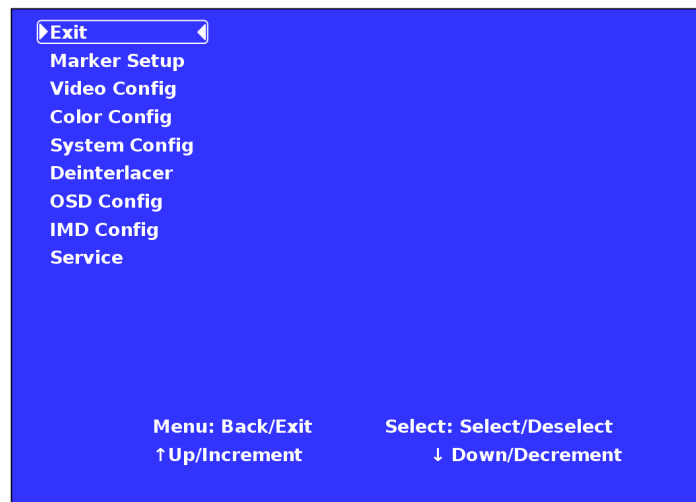 Exit
Marker Setup
Video Config
Color Config
System Config
Deinterlacer
OSD Config
IMD Config
Service
Menu: Back/Exit Select: Select/Deselect
↑Up/Increment ↓ Down/Decrement